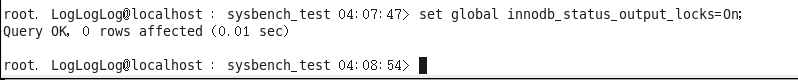 root. LogLogLog@localhost : sysbench_test 04:07:47> set global innodb_status_output_locks=On;
Query OK, 0 rows affected (0.01 sec)
root. LogLogLog@localhost : sysbench_test 04:08:54>